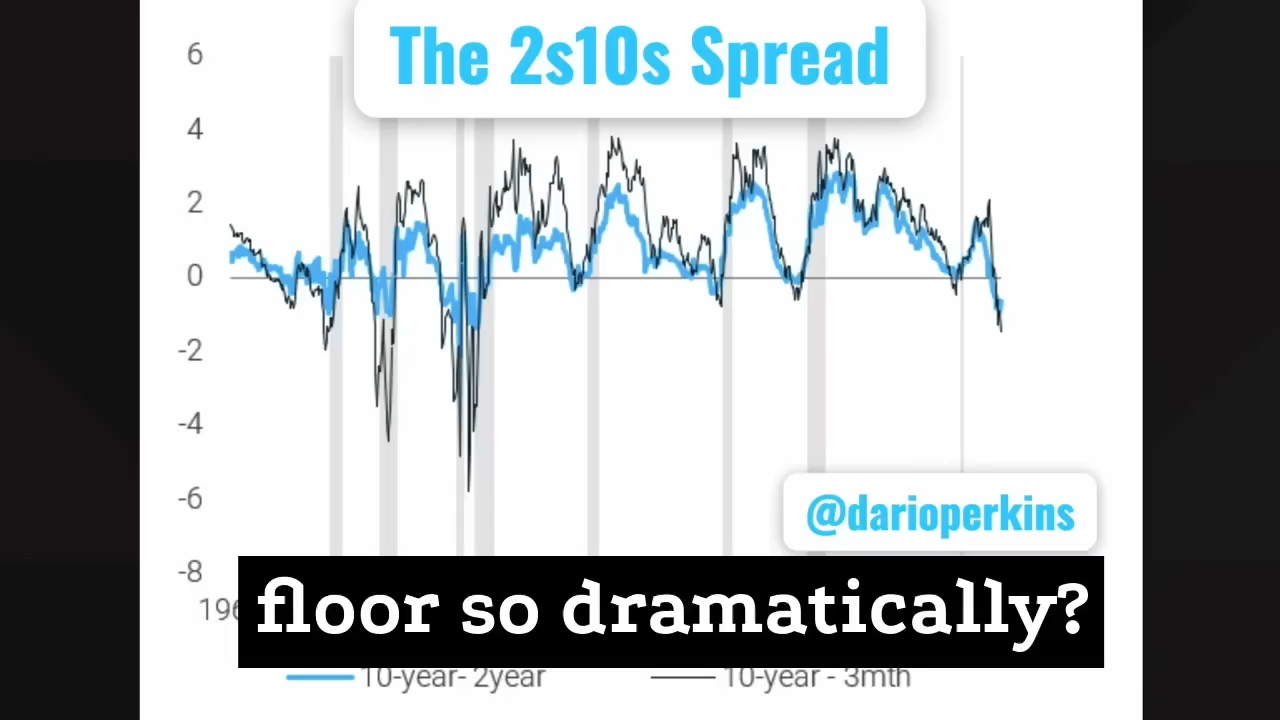 The 2s10s Spread
6
4
2
0
-2
-4
-6
-8
@darioperkins
196
floor so dramatically?
10-year- 2year
10-year - 3mth